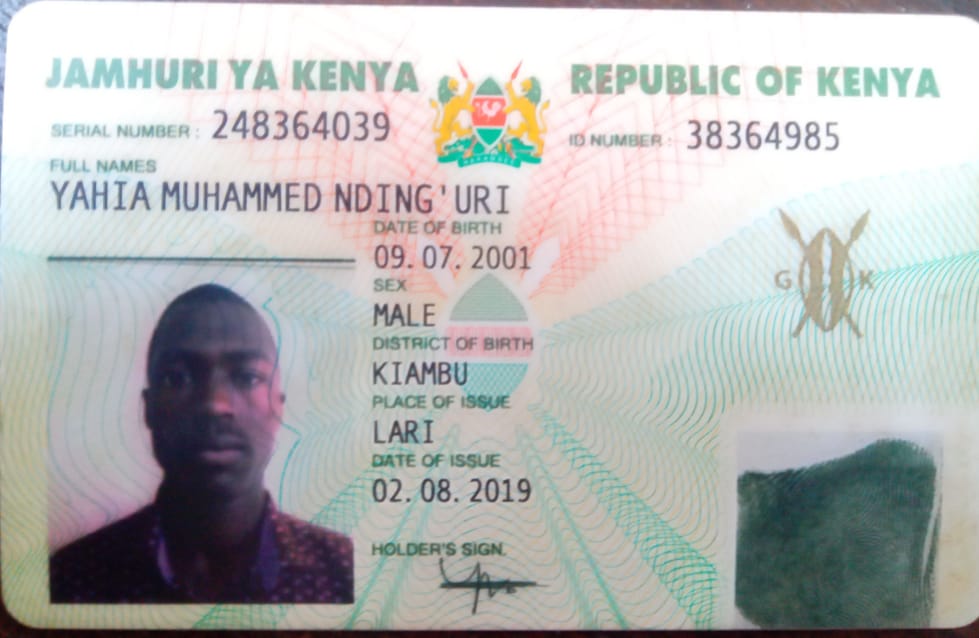 JAMHURI YA KENYA REPUBLIC OF KENYA
SERIAL NUMBER: 248364039 ID NUMBER: 38364985
FULL NAMES
YAHIA MUHAMMED NDING'URI
DATE OF BIRTH
09.07.2001
SEX
MALE
G K
DISTRICT OF BIRTH
KIAMBU
PLACE OF ISSUE
LARI
DATE OF ISSUE
02.08.2019
HOLDER'S SIGN.